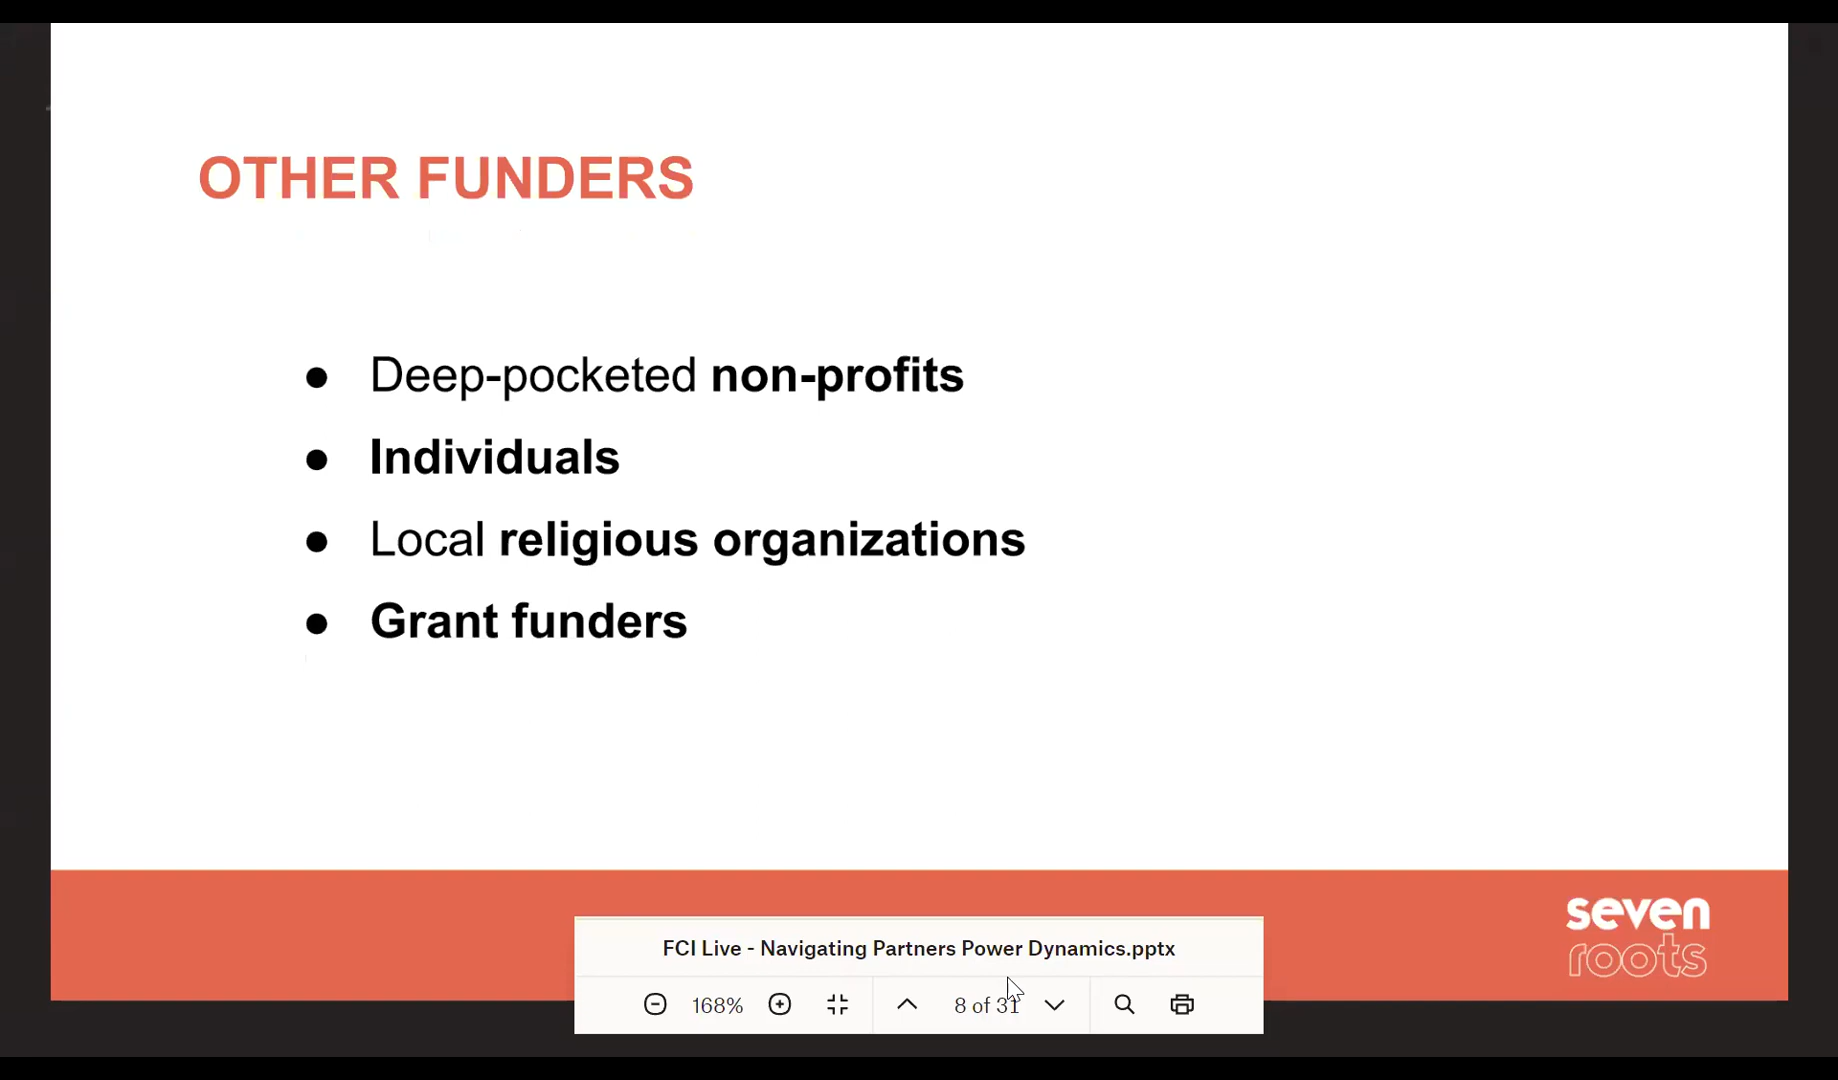 OTHER FUNDERS
● Deep-pocketed non-profits
● Individuals
● Local religious organizations
● Grant funders
seven
roots
FCI Live - Navigating Partners Power Dynamics.pptx
168%
8 of 31